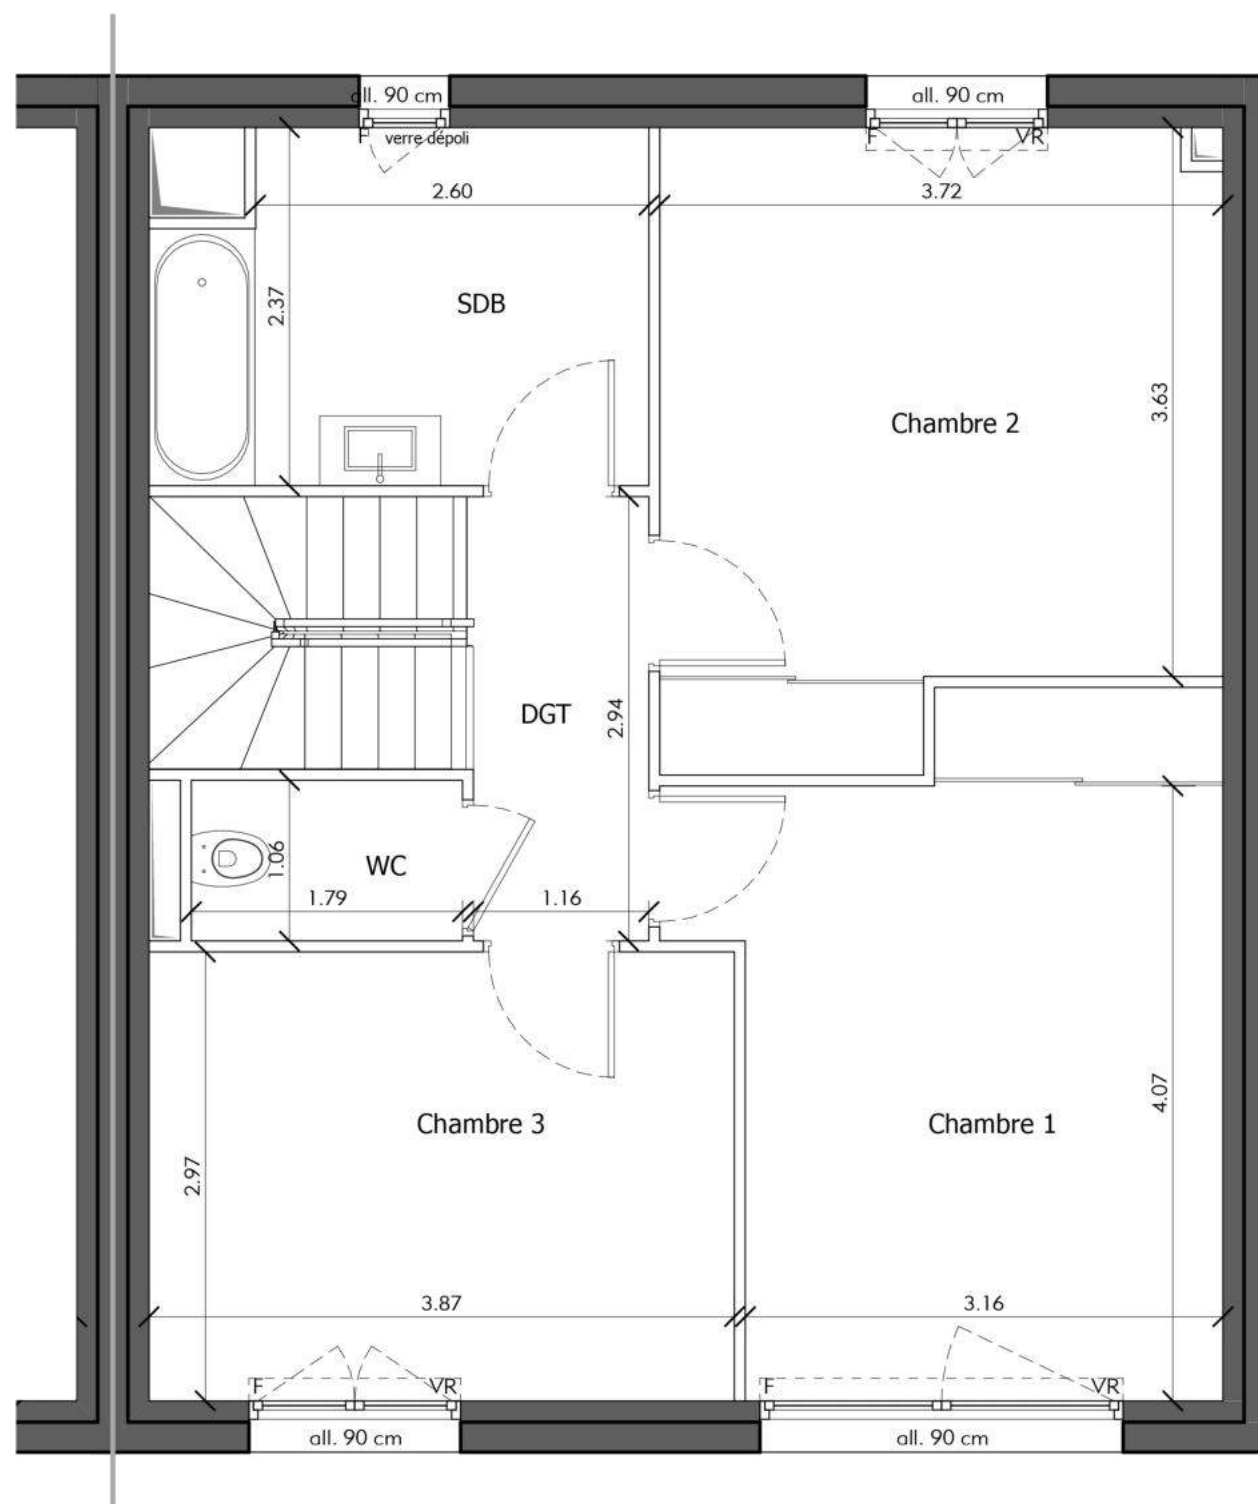 all. 90 cm
all. 90 cm
F
verre dépoli
F
VR
2.60
3.72
2.37
SDB
3.63
Chambre 2
DGT
2.94
1.06
WC
1.79
1.16
Chambre 3
Chambre 1
4.07
2.97
3.87
3.16
F
VR
F
VR
all. 90 cm
all. 90 cm